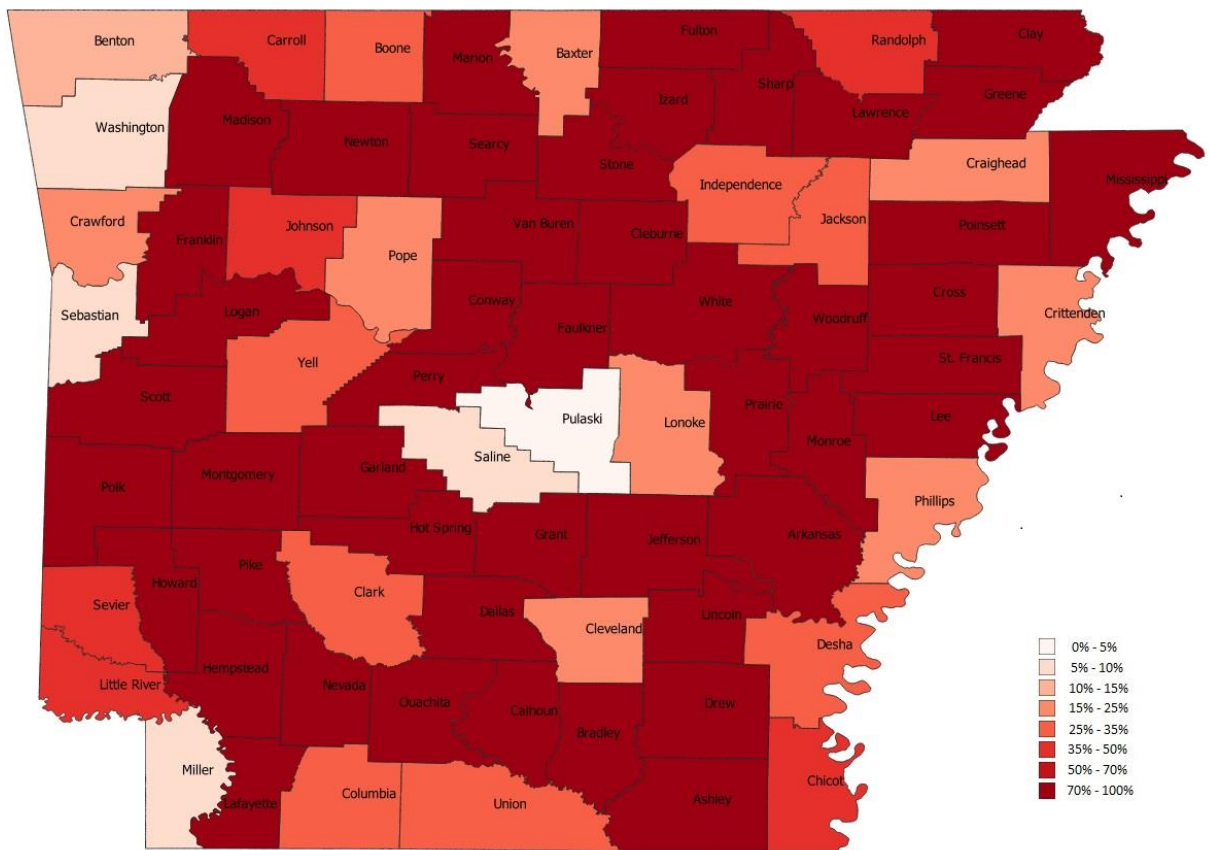 Benton
Carroll
Boone
Marion
Baxter
Fulton
Randolph
Clay
Sharp
Izard
Greene
Lawrence
Washington
Madison
Newton
Searcy
Stone
Independence
Craighead
Mississippi
Crawford
Franklin
Johnson
Pope
Van Buren
Cleburne
Jackson
Poinsett
Sebastian
Logan
Conway
Faulkner
White
Woodruff
Cross
Crittenden
Yell
Scott
Perry
Pulaski
Lonoke
Prairie
St. Francis
Lee
Monroe
Polk
Montgomery
Garland
Saline
Phillips
Hot Spring
Grant
Jefferson
Arkansas
Howard
Pike
Sevier
Clark
Dallas
Cleveland
Lincoln
Desha
Little River
Hempstead
Nevada
Ouachita
Calhoun
Bradley
Drew
Miller
Lafayette
Columbia
Union
Ashley
Chicot
0% - 5%
5% - 10%
10% - 15%
15% - 25%
25% - 35%
35% - 50%
50% - 70%
70% - 100%